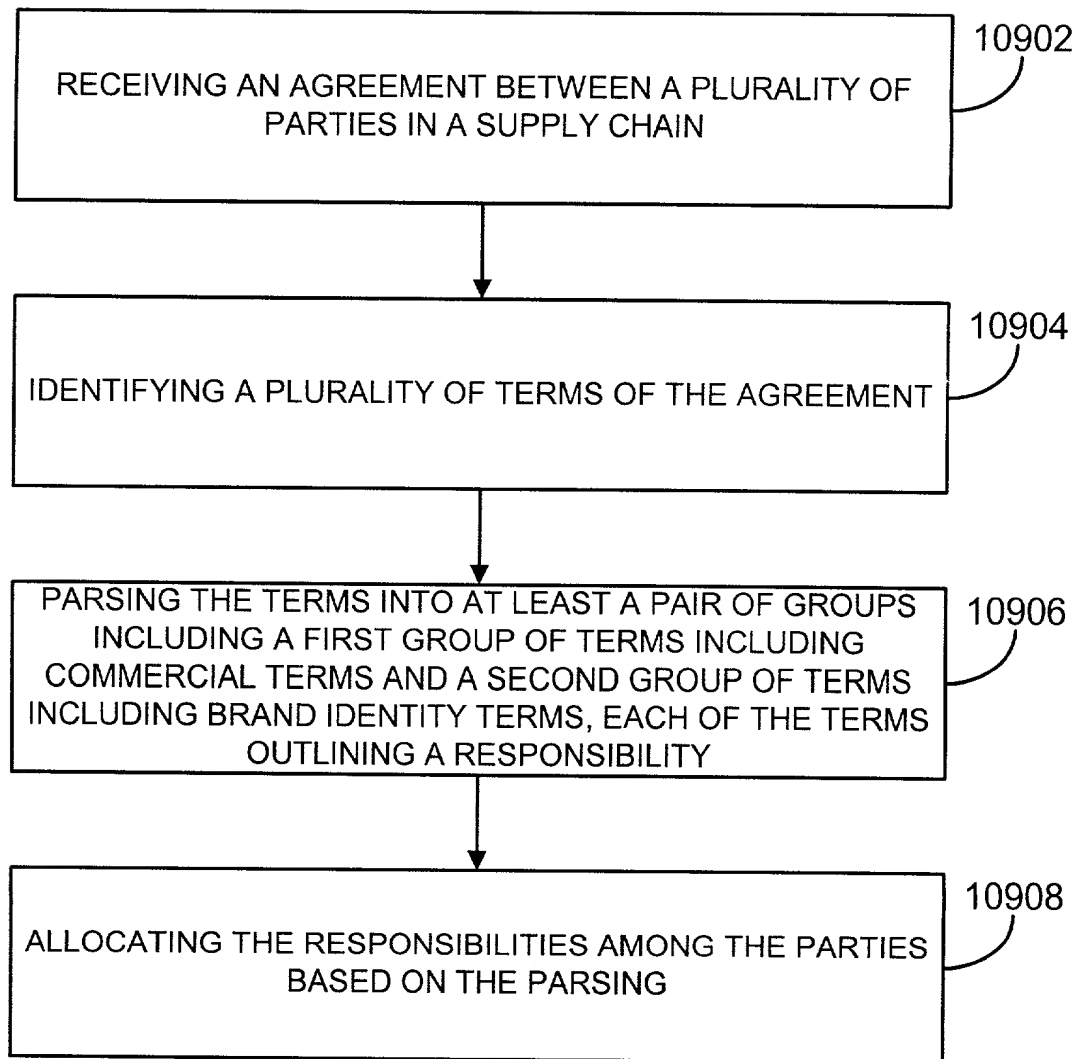 10902
RECEIVING AN AGREEMENT BETWEEN A PLURALITY OF
PARTIES IN A SUPPLY CHAIN
10904
IDENTIFYING A PLURALITY OF TERMS OF THE AGREEMENT
10906
PARSING THE TERMS INTO AT LEAST A PAIR OF GROUPS
INCLUDING A FIRST GROUP OF TERMS INCLUDING
COMMERCIAL TERMS AND A SECOND GROUP OF TERMS
INCLUDING BRAND IDENTITY TERMS, EACH OF THE TERMS
OUTLINING A RESPONSIBILITY
10908
ALLOCATING THE RESPONSIBILITIES AMONG THE PARTIES
BASED ON THE PARSING